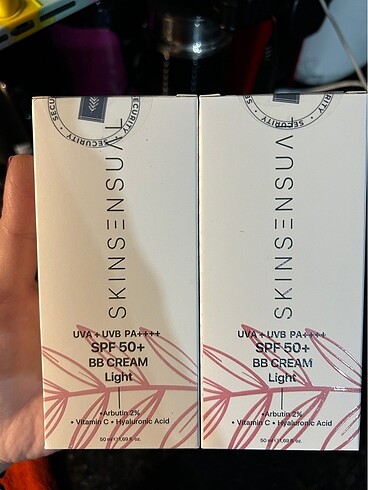 SECURITY • SECURITY
SKINSENSUAL
UVA + UVB PA++++
SPF 50+
BB CREAM
Light
•Arbutin 2%
• Vitamin C • Hyaluronic Acid
50 ml ℮ 1.69 fl. oz.
SECURITY
SKINSENSUAL
UVA + UVB PA++++
SPF 50+
BB CREAM
Light
•Arbutin 2%
• Vitamin C • Hyaluronic Acid
50 ml ℮ 1.69 fl. oz.